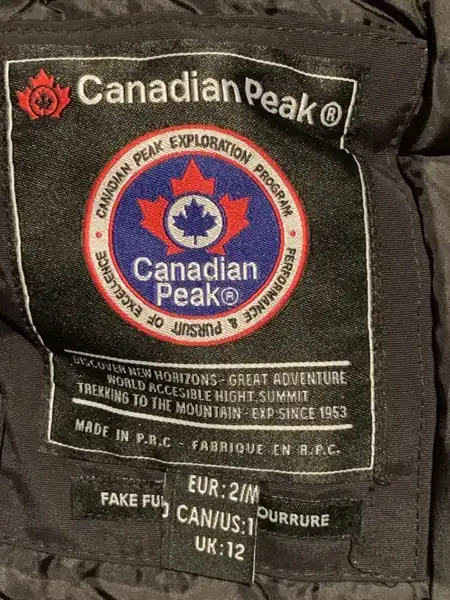 Canadian Peak®
CANADIAN PEAK EXPLORATION PROGRAM
Canadian
Peak®
PERFORMANCE & PURSUIT OF EXCELLENCE
DISCOVER NEW HORIZONS - GREAT ADVENTURE
WORLD ACCESIBLE HIGHT SUMMIT
TREKKING TO THE MOUNTAIN - EXP SINCE 1953
MADE IN P.R.C - FABRIQUE EN R.P.C.
EUR: 2/M
FAKE
CAN/US: 1
UK: 12